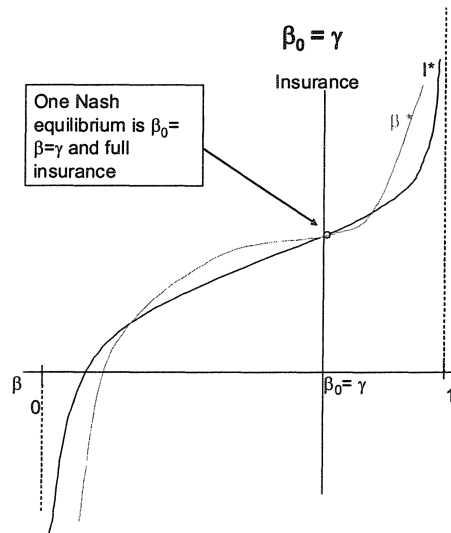 β₀ = γ
Insurance
I*
β *
One Nash
equilibrium is β₀=
β=γ and full
insurance
β
0
β₀= γ
1